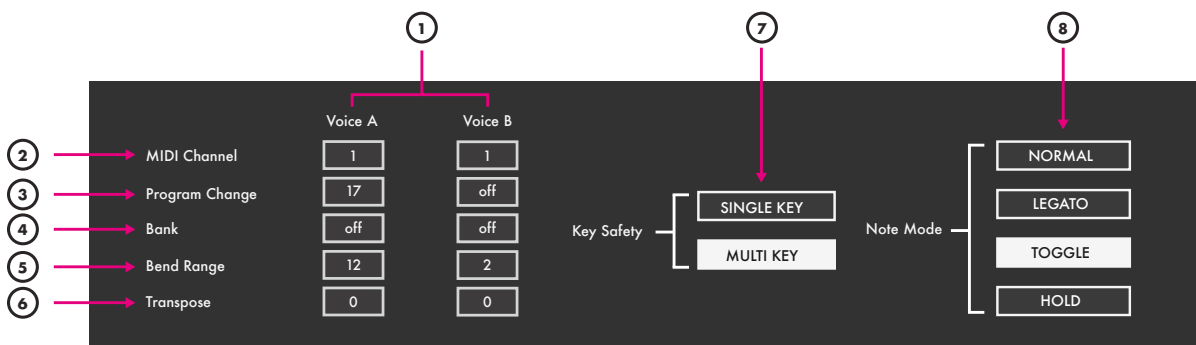 1 7 8
Voice A Voice B
2 MIDI Channel 1 1 NORMAL
3 Program Change 17 off SINGLE KEY LEGATO
4 Bank off off Key Safety Note Mode
5 Bend Range 12 2 MULTI KEY TOGGLE
6 Transpose 0 0 HOLD